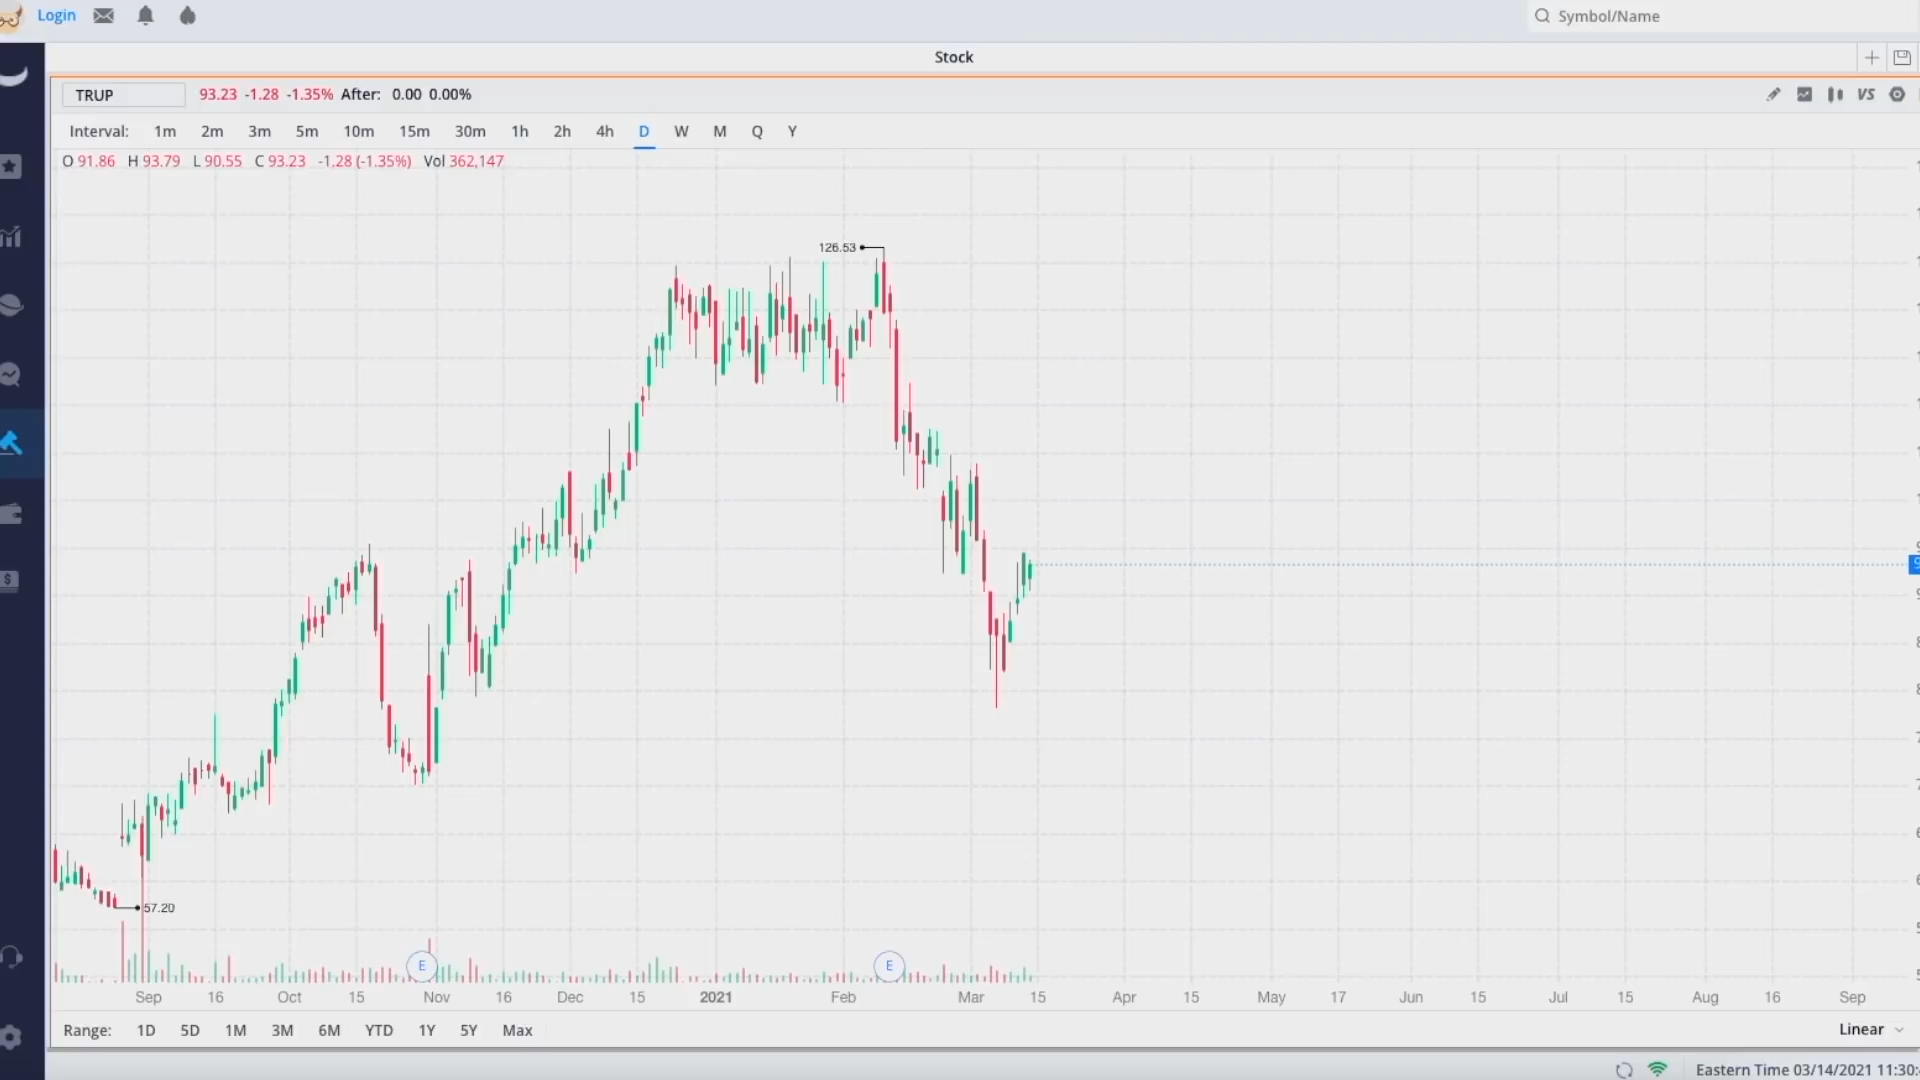 Login
Symbol/Name
Stock
TRUP 93.23 -1.28 -1.35% After: 0.00 0.00%
VS
Interval: 1m 2m 3m 5m 10m 15m 30m 1h 2h 4h D W M Q Y
O 91.86 H 93.79 L 90.55 C 93.23 -1.28 (-1.35%) Vol 362,147
126.53
57.20
E E
Sep 16 Oct 15 Nov 16 Dec 15 2021 Feb Mar 15 Apr 15 May 17 Jun 15 Jul 15 Aug 16 Sep
Range: 1D 5D 1M 3M 6M YTD 1Y 5Y Max Linear
Eastern Time 03/14/2021 11:30: